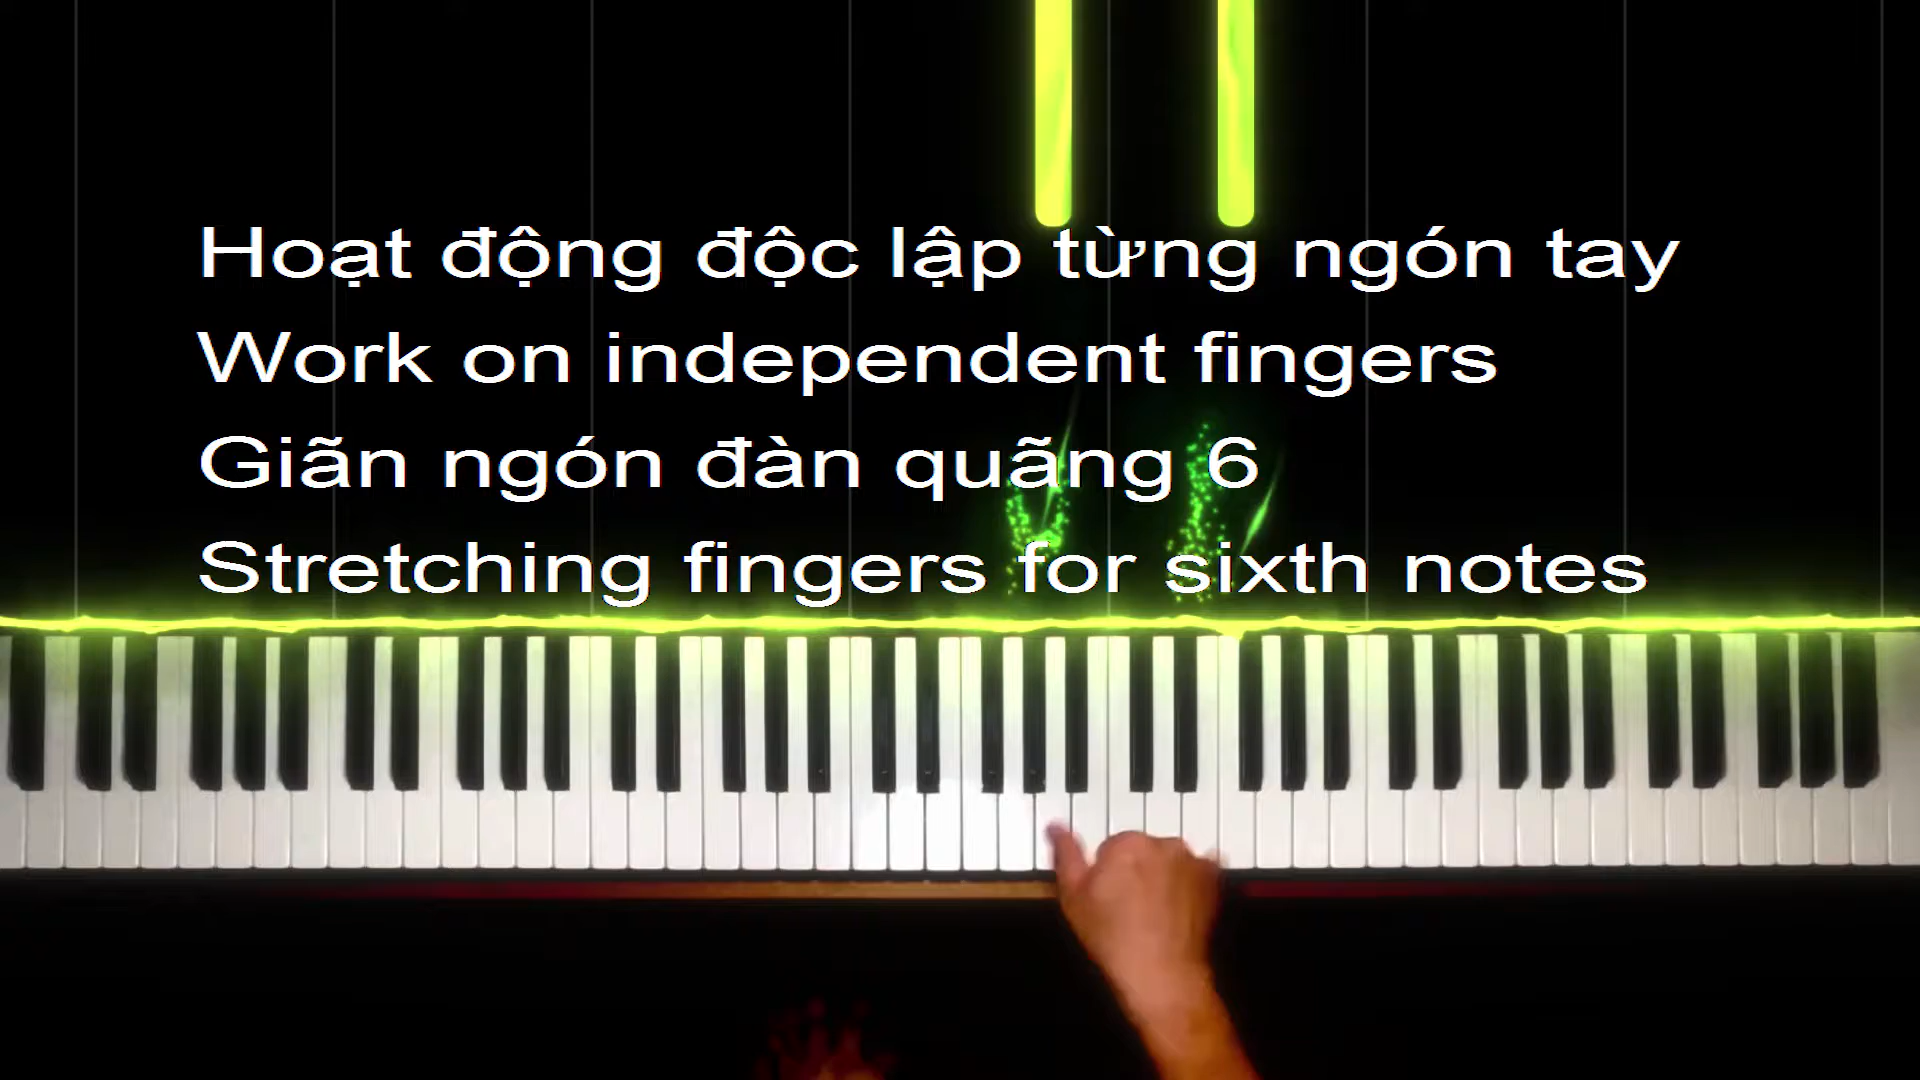 Hoạt động độc lập từng ngón tay
Work on independent fingers
Giãn ngón đàn quãng 6
Stretching fingers for sixth notes